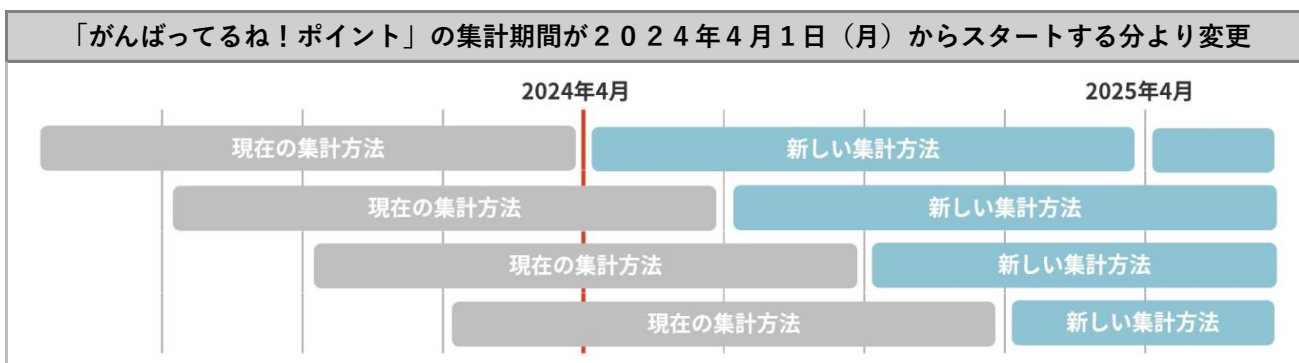 「がんばってるね！ポイント」の集計期間が２０２４年４月１日（月）からスタートする分より変更
2024年4月
2025年4月
現在の集計方法
新しい集計方法
現在の集計方法
新しい集計方法
現在の集計方法
新しい集計方法
現在の集計方法
新しい集計方法